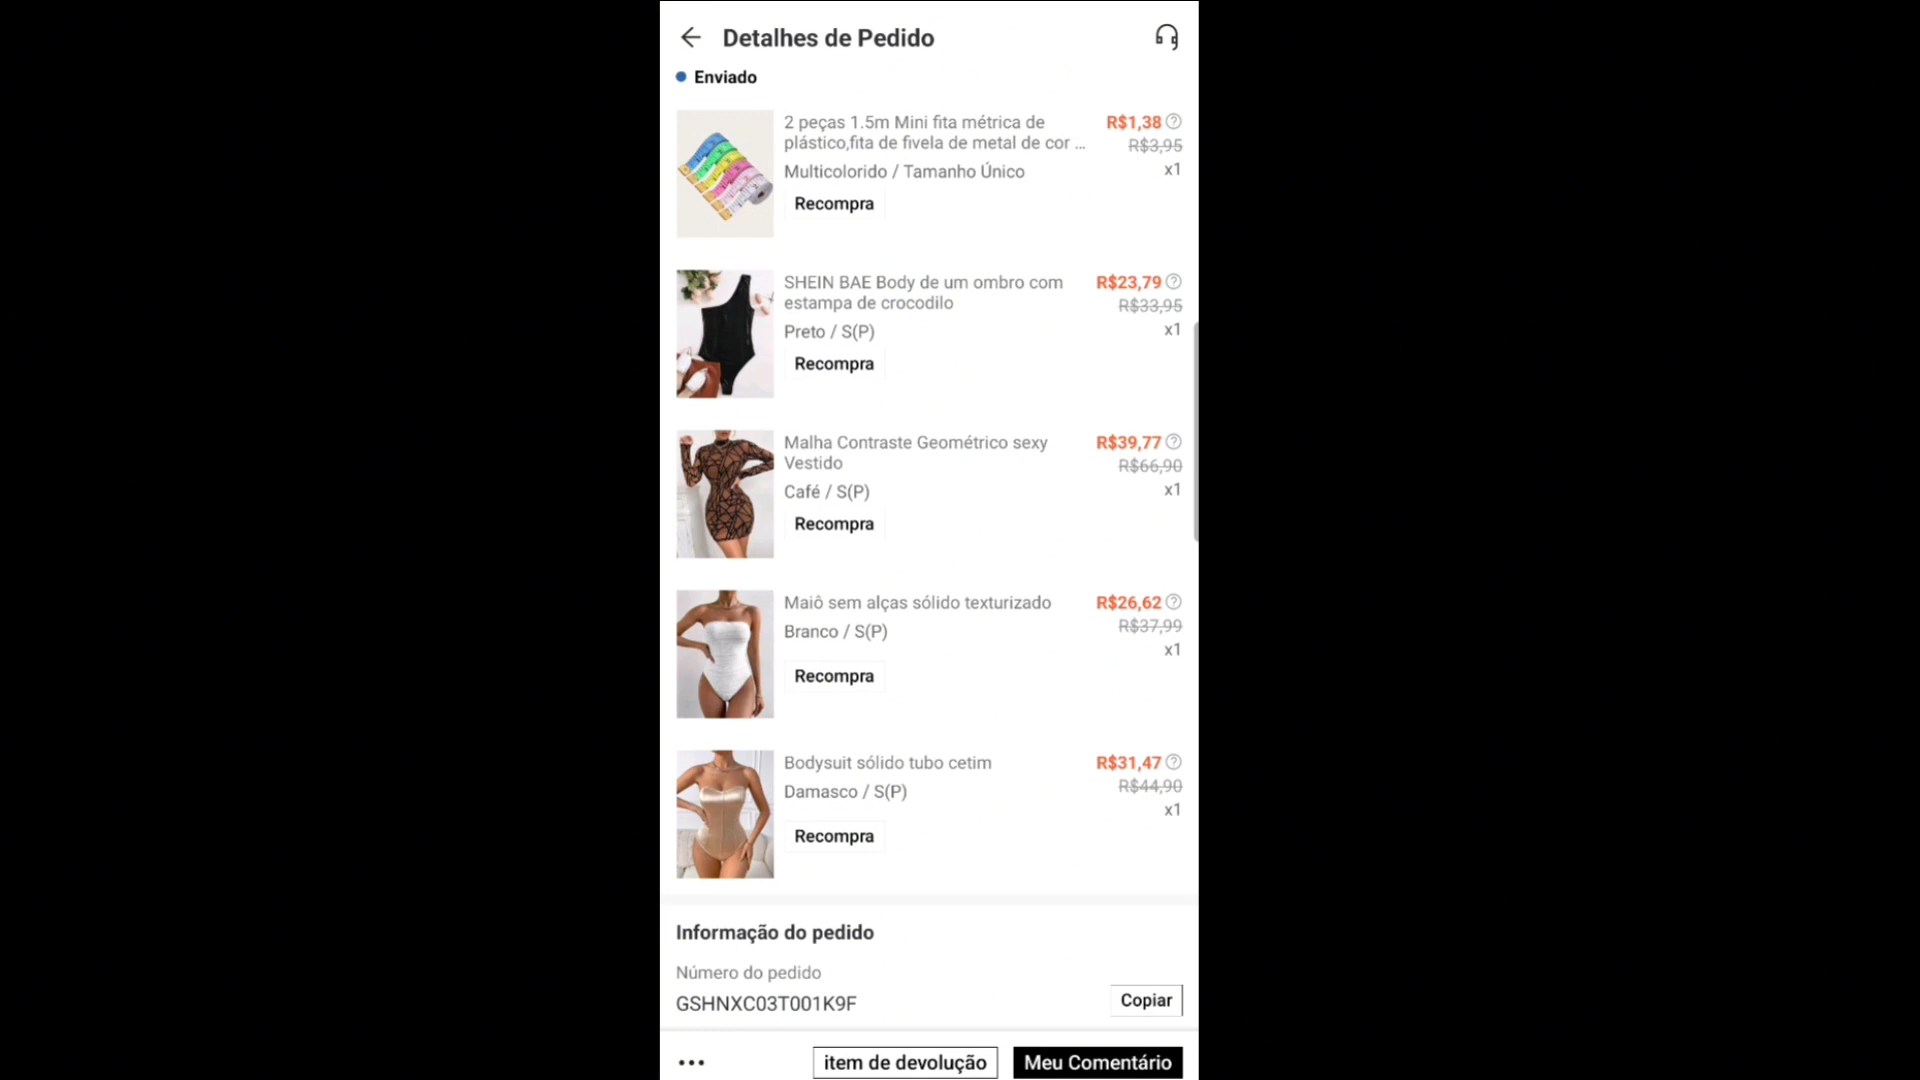 Detalhes de Pedido
Enviado
2 peças 1.5m Mini fita métrica de
plástico,fita de fivela de metal de cor ...
Multicolorido / Tamanho Único
Recompra
R$1,38
R$3,95
x1
SHEIN BAE Body de um ombro com
estampa de crocodilo
Preto / S(P)
Recompra
R$23,79
R$33,95
x1
Malha Contraste Geométrico sexy
Vestido
Café / S(P)
Recompra
R$39,77
R$66,90
x1
Maiô sem alças sólido texturizado
Branco / S(P)
Recompra
R$26,62
R$37,99
x1
Bodysuit sólido tubo cetim
Damasco / S(P)
Recompra
R$31,47
R$44,90
x1
Informação do pedido
Número do pedido
GSHNXC03T001K9F
Copiar
item de devolução
Meu Comentário